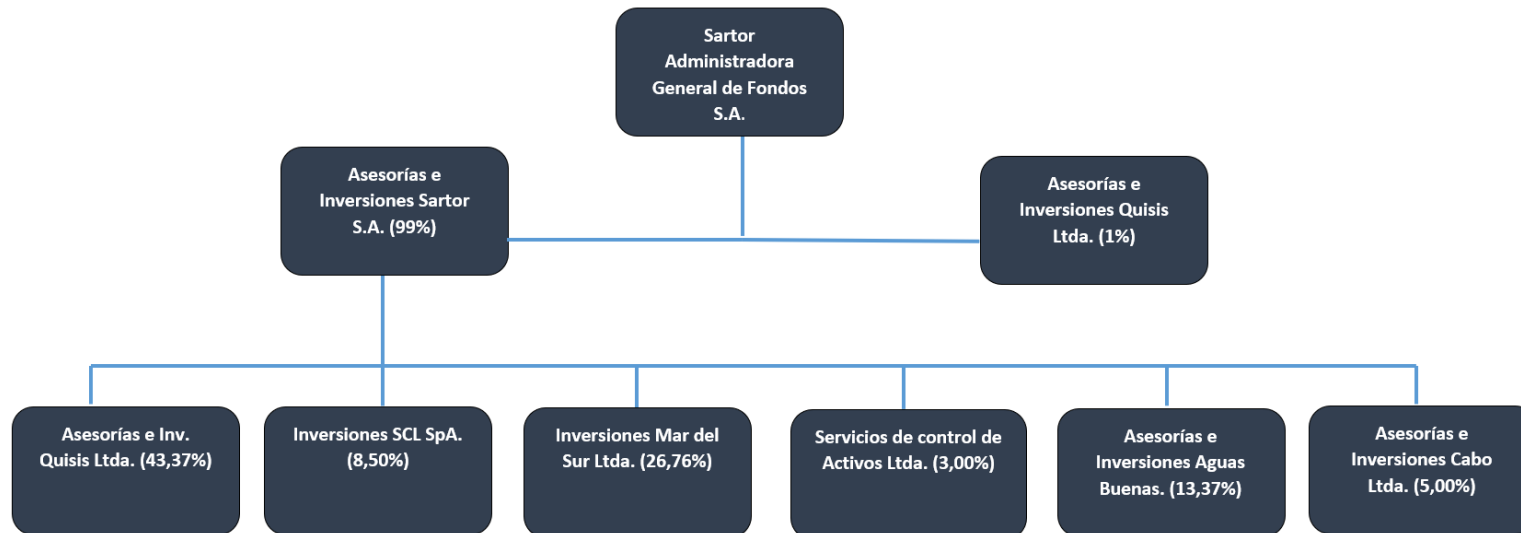 Sartor
Administradora
General de Fondos
S.A.
Asesorías e
Inversiones Sartor
S.A. (99%)
Asesorías e
Inversiones Quisis
Ltda. (1%)
Asesorías e Inv.
Quisis Ltda. (43,37%)
Inversiones SCL SpA.
(8,50%)
Inversiones Mar del
Sur Ltda. (26,76%)
Servicios de control de
Activos Ltda. (3,00%)
Asesorías e
Inversiones Aguas
Buenas. (13,37%)
Asesorías e
Inversiones Cabo
Ltda. (5,00%)